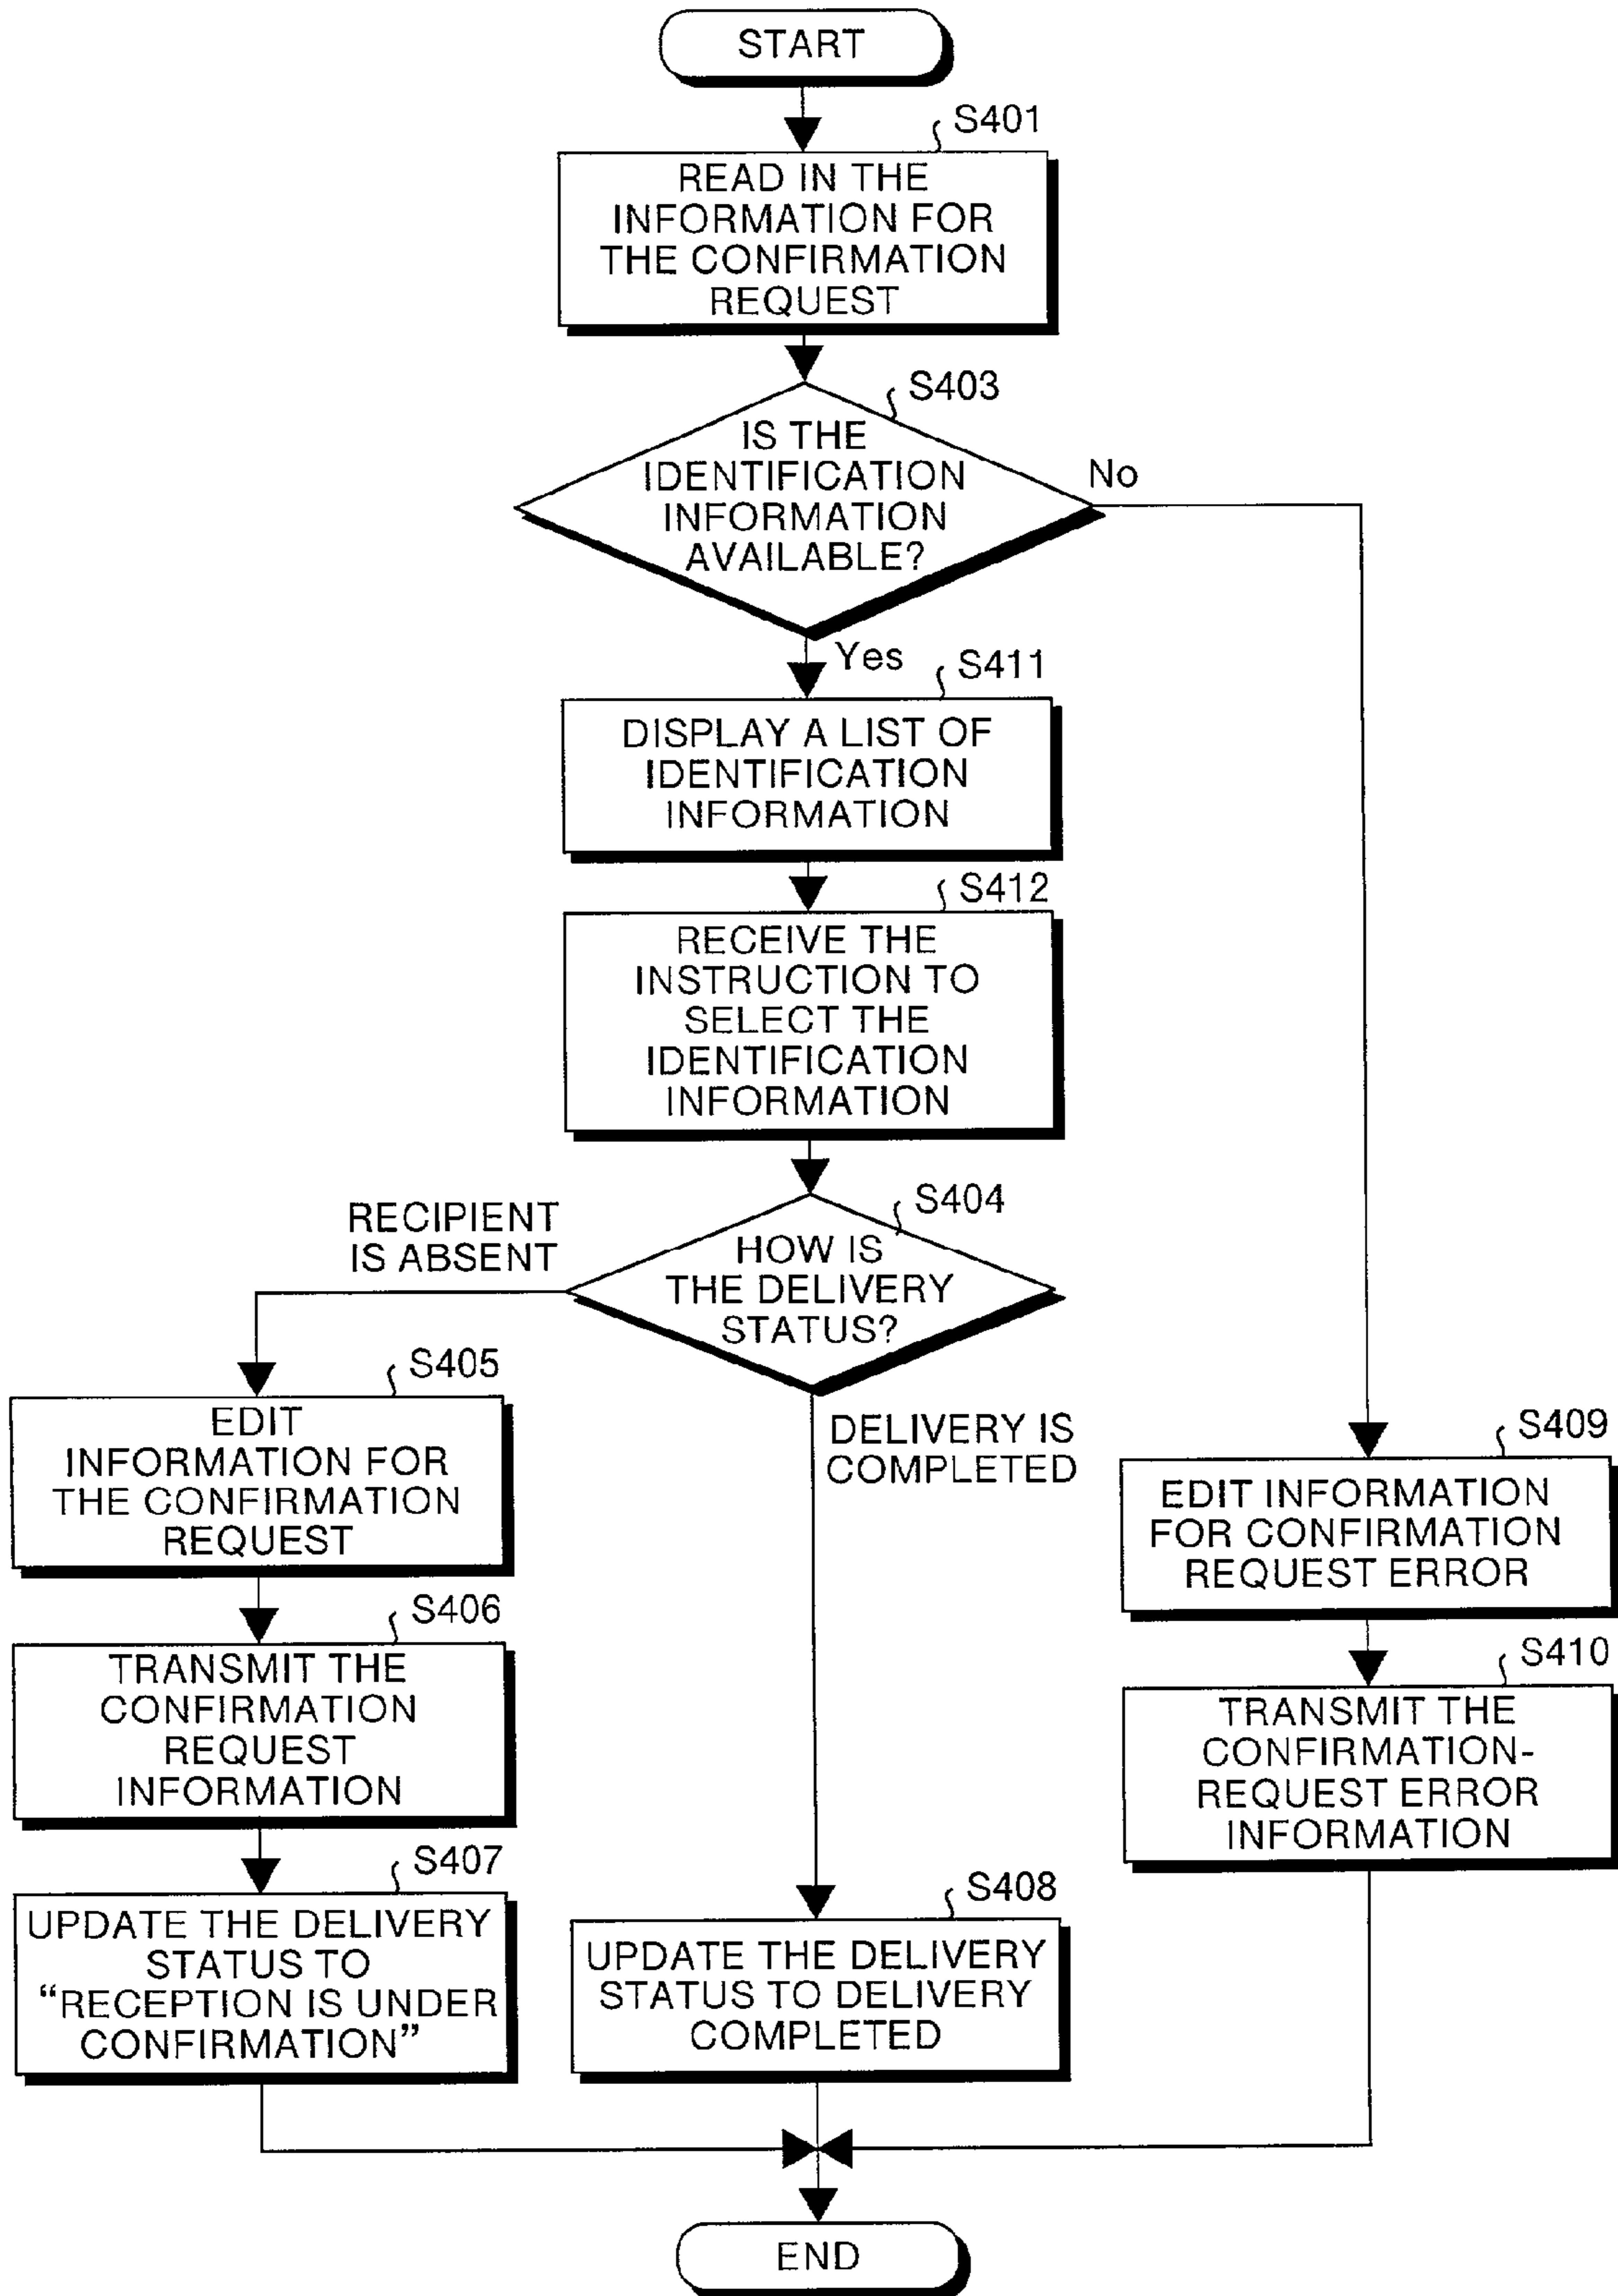 START
S401
READ IN THE
INFORMATION FOR
THE CONFIRMATION
REQUEST
S403
IS THE
IDENTIFICATION
INFORMATION
AVAILABLE?
No
Yes
S411
DISPLAY A LIST OF
IDENTIFICATION
INFORMATION
S412
RECEIVE THE
INSTRUCTION TO
SELECT THE
IDENTIFICATION
INFORMATION
S404
HOW IS
THE DELIVERY
STATUS?
RECIPIENT
IS ABSENT
DELIVERY IS
COMPLETED
S405
EDIT
INFORMATION FOR
THE CONFIRMATION
REQUEST
S406
TRANSMIT THE
CONFIRMATION
REQUEST
INFORMATION
S407
UPDATE THE DELIVERY
STATUS TO
“RECEPTION IS UNDER
CONFIRMATION”
S408
UPDATE THE DELIVERY
STATUS TO DELIVERY
COMPLETED
S409
EDIT INFORMATION
FOR CONFIRMATION
REQUEST ERROR
S410
TRANSMIT THE
CONFIRMATION-
REQUEST ERROR
INFORMATION
END